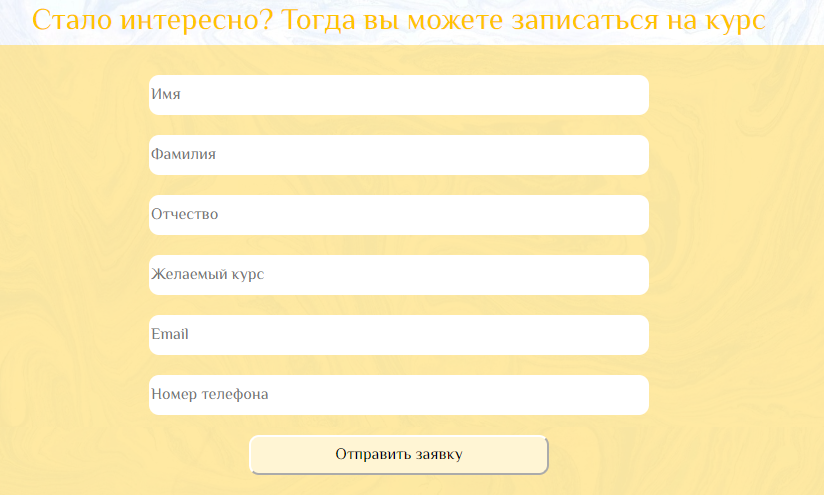 Стало интересно? Тогда вы можете записаться на курс
Имя
Фамилия
Отчество
Желаемый курс
Email
Номер телефона
Отправить заявку